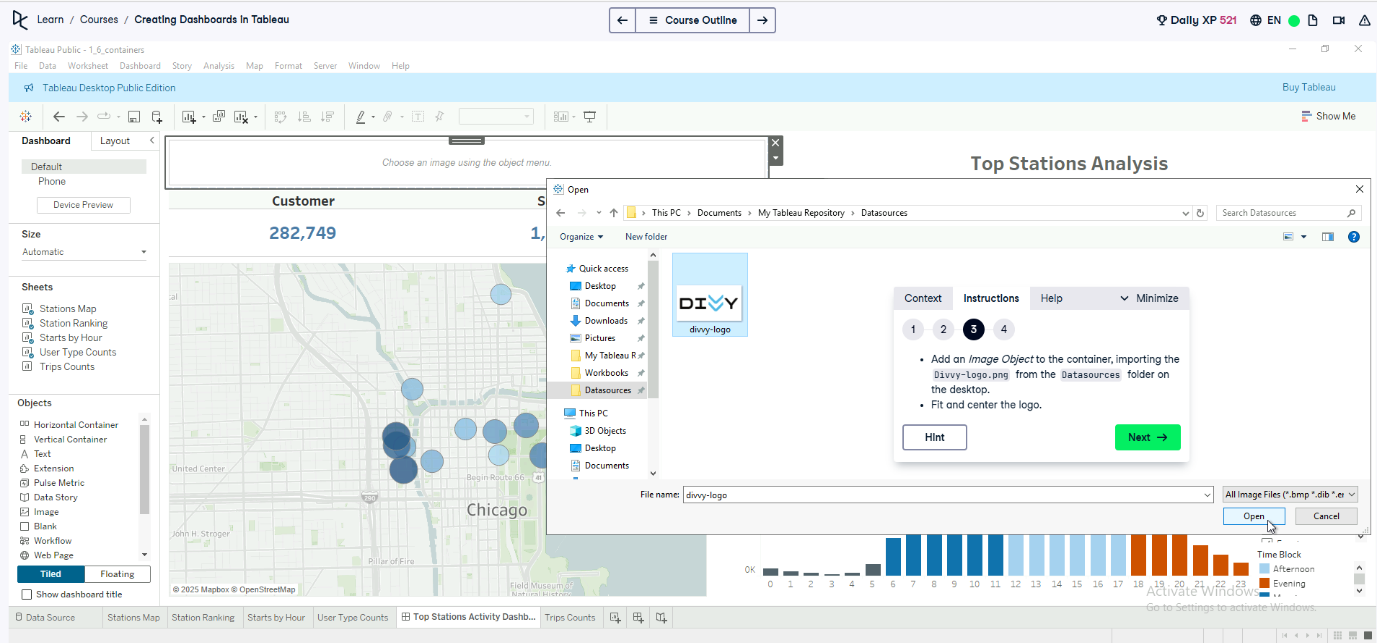 Learn / Courses / Creating Dashboards in Tableau
Course Outline
Daily XP 521
EN
Tableau Public - 1_6_containers
File Data Worksheet Dashboard Story Analysis Map Format Server Window Help
Tableau Desktop Public Edition
Buy Tableau
Show Me
Dashboard
Layout
Default
Phone
Device Preview
Size
Automatic
Sheets
Stations Map
Station Ranking
Starts by Hour
User Type Counts
Trips Counts
Objects
Horizontal Container
Vertical Container
Text
Extension
Pulse Metric
Data Story
Image
Blank
Workflow
Web Page
Tiled
Floating
Show dashboard title
Choose an image using the object menu.
Top Stations Analysis
Customer
282,749
S
1,
United Center
John H. Stroger
Pillar of Fire
Begin Route 66
41
290
Chicago
Field Museum
Natural History
© 2025 Mapbox © OpenStreetMap
Open
This PC > Documents > My Tableau Repository > Datasources
Search Datasources
Organize
New folder
Quick access
Desktop
Documents
Downloads
Pictures
My Tableau R
Workbooks
Datasources
This PC
3D Objects
Desktop
Documents
DIVVY
divvy-logo
Context
Instructions
Help
Minimize
1 2 3 4
• Add an Image Object to the container, importing the
Divvy-logo.png from the Datasources folder on
the desktop.
• Fit and center the logo.
Hint
Next →
File name:
divvy-logo
All Image Files (*.bmp *.dib *.er
Open
Cancel
0K
0 1 2 3 4 5 6 7 8 9 10 11 12 13 14 15 16 17 18 19 20 21 22 23
Time Block
Afternoon
Evening
Activate Windows
Go to Settings to activate Windows.
Data Source
Stations Map
Station Ranking
Starts by Hour
User Type Counts
Top Stations Activity Dashb...
Trips Counts